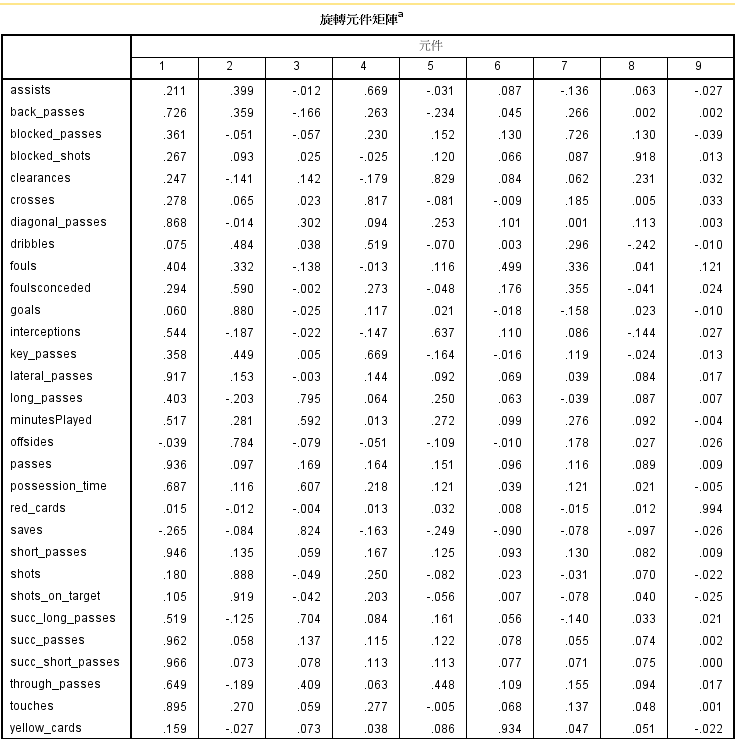 旋轉元件矩陣a
元件
1 2 3 4 5 6 7 8 9
assists .211 .399 -.012 .669 -.031 .087 -.136 .063 -.027
back_passes .726 .359 -.166 .263 -.234 .045 .266 .002 .002
blocked_passes .361 -.051 -.057 .230 .152 .130 .726 .130 -.039
blocked_shots .267 .093 .025 -.025 .120 .066 .087 .918 .013
clearances .247 -.141 .142 -.179 .829 .084 .062 .231 .032
crosses .278 .065 .023 .817 -.081 -.009 .185 .005 .033
diagonal_passes .868 -.014 .302 .094 .253 .101 .001 .113 .003
dribbles .075 .484 .038 .519 -.070 .003 .296 -.242 -.010
fouls .404 .332 -.138 -.013 .116 .499 .336 .041 .121
foulsconceded .294 .590 -.002 .273 -.048 .176 .355 -.041 .024
goals .060 .880 -.025 .117 .021 -.018 -.158 .023 -.010
interceptions .544 -.187 -.022 -.147 .637 .110 .086 -.144 .027
key_passes .358 .449 .005 .669 -.164 -.016 .119 -.024 .013
lateral_passes .917 .153 -.003 .144 .092 .069 .039 .084 .017
long_passes .403 -.203 .795 .064 .250 .063 -.039 .087 .007
minutesPlayed .517 .281 .592 .013 .272 .099 .276 .092 -.004
offsides -.039 .784 -.079 -.051 -.109 -.010 .178 .027 .026
passes .936 .097 .169 .164 .151 .096 .116 .089 .009
possession_time .687 .116 .607 .218 .121 .039 .121 .021 -.005
red_cards .015 -.012 -.004 .013 .032 .008 -.015 .012 .994
saves -.265 -.084 .824 -.163 -.249 -.090 -.078 -.097 -.026
short_passes .946 .135 .059 .167 .125 .093 .130 .082 .009
shots .180 .888 -.049 .250 -.082 .023 -.031 .070 -.022
shots_on_target .105 .919 -.042 .203 -.056 .007 -.078 .040 -.025
succ_long_passes .519 -.125 .704 .084 .161 .056 -.140 .033 .021
succ_passes .962 .058 .137 .115 .122 .078 .055 .074 .002
succ_short_passes .966 .073 .078 .113 .113 .077 .071 .075 .000
through_passes .649 -.189 .409 .063 .448 .109 .155 .094 .017
touches .895 .270 .059 .277 -.005 .068 .137 .048 .001
yellow_cards .159 -.027 .073 .038 .086 .934 .047 .051 -.022